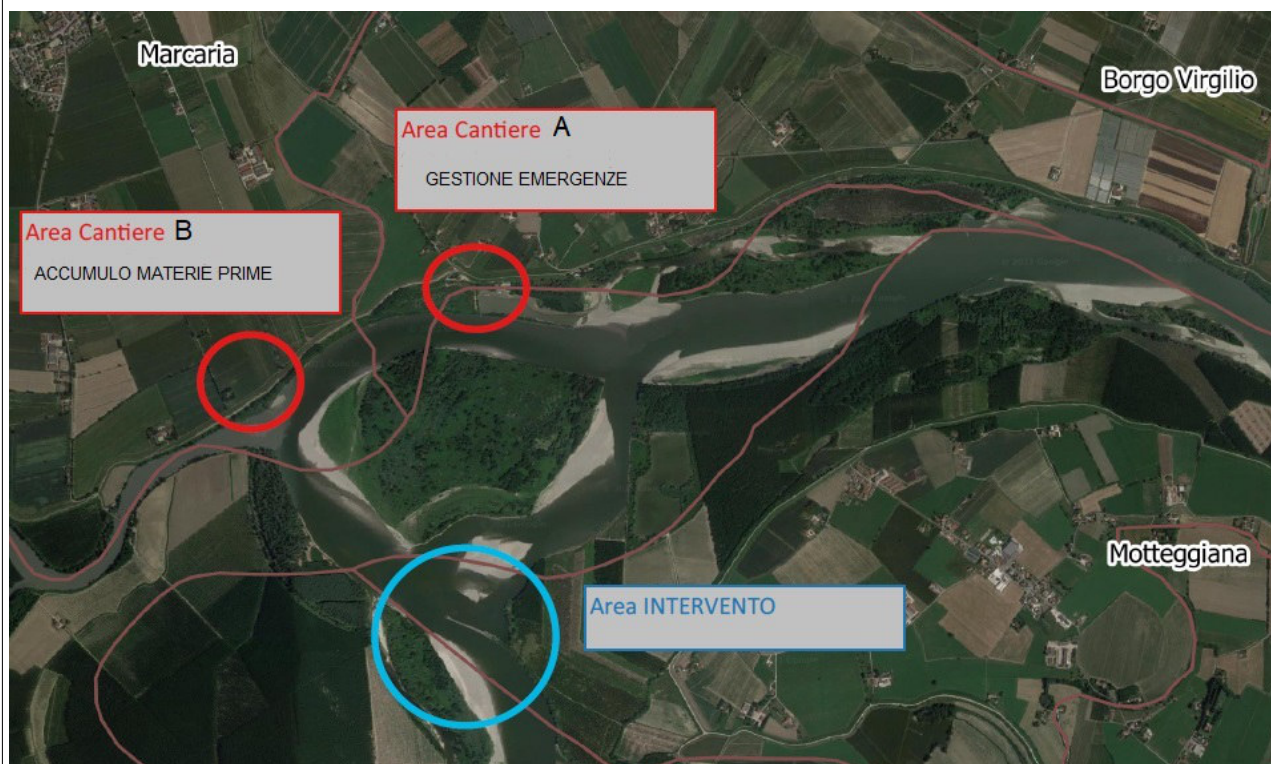 Marcaria
Borgo Virgilio
Area Cantiere A
GESTIONE EMERGENZE
Area Cantiere B
ACCUMULO MATERIE PRIME
Motteggiana
Area INTERVENTO